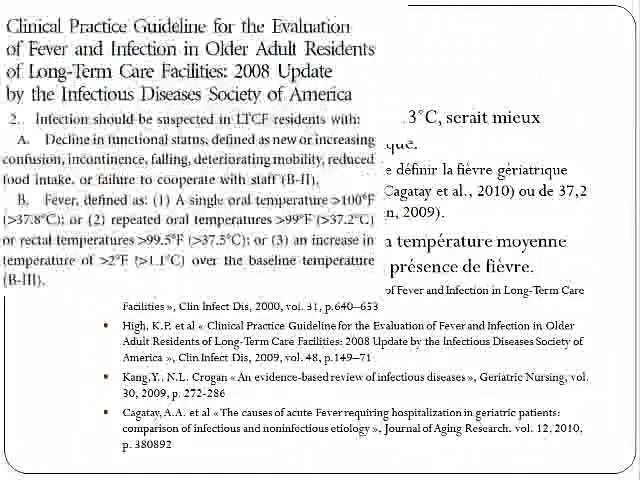 Clinical Practice Guideline for the Evaluation
of Fever and Infection in Older Adult Residents
of Long-Term Care Facilities: 2008 Update
by the Infectious Diseases Society of America
2. Infection should be suspected in LTCF residents with:
A. Decline in functional status, defined as new or increasing
confusion, incontinence, falling, deteriorating mobility, reduced
food intake, or failure to cooperate with staff (B-II).
B. Fever, defined as: (1) A single oral temperature >100°F
(>37.8°C); or (2) repeated oral temperatures >99°F (>37.2°C)
or rectal temperatures >99.5°F (>37.5°C); or (3) an increase in
temperature of >2°F (>1.1°C) over the baseline temperature
(B-III).
3°C, serait mieux
que.
e définir la fièvre gériatrique
Cagatay et al., 2010) ou de 37,2
n, 2009).
a température moyenne
présence de fièvre.
of Fever and Infection in Long-Term Care
Facilities », Clin Infect Dis, 2000, vol. 31, p.640–653
• High, K.P. et al « Clinical Practice Guideline for the Evaluation of Fever and Infection in Older
Adult Residents of Long-Term Care Facilities: 2008 Update by the Infectious Diseases Society of
America », Clin Infect Dis, 2009, vol. 48, p.149–71
• Kang,Y., N.L. Crogan « An evidence-based review of infectious diseases », Geriatric Nursing, vol.
30, 2009, p. 272-286
• Cagatay, A.A. et al « The causes of acute Fever requiring hospitalization in geriatric patients:
comparison of infectious and noninfectious etiology », Journal of Aging Research, vol. 12, 2010,
p. 380892